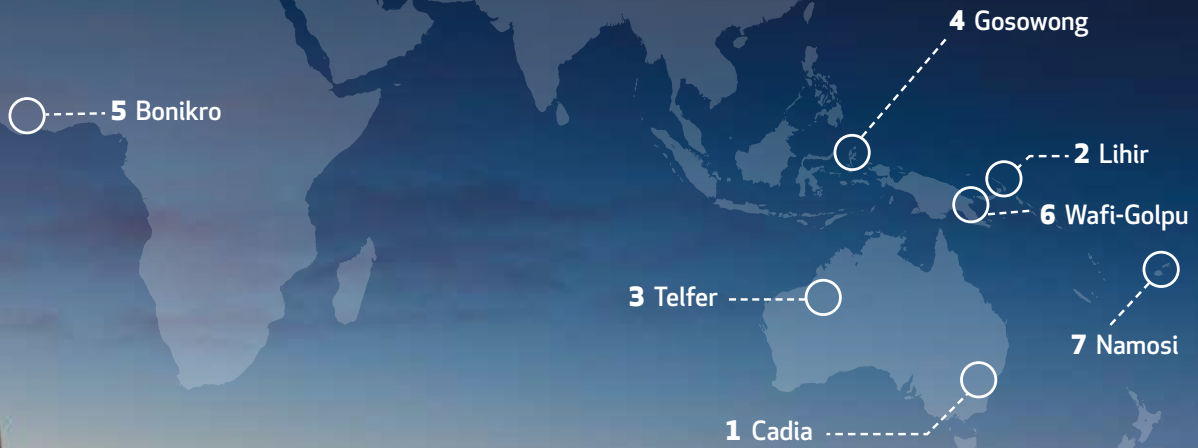 4 Gosowong
5 Bonikro
2 Lihir
6 Wafi-Golpu
3 Telfer
7 Namosi
1 Cadia